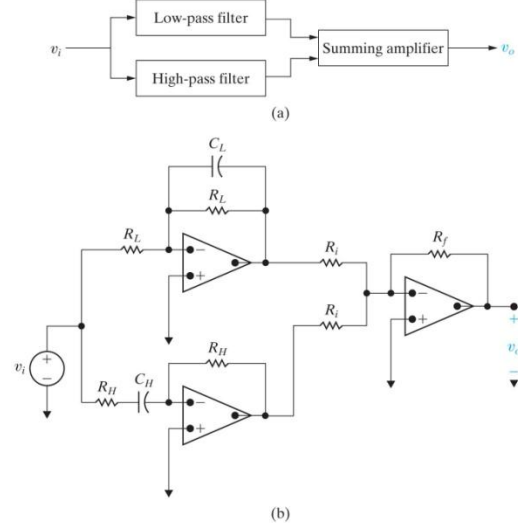 Low-pass filter
v_i
Summing amplifier
v_o
High-pass filter
(a)
C_L
R_L
R_L
−
+
R_i
R_f
−
+
R_i
+
v_o
−
v_i
+
−
R_H
C_H
R_H
−
+
(b)